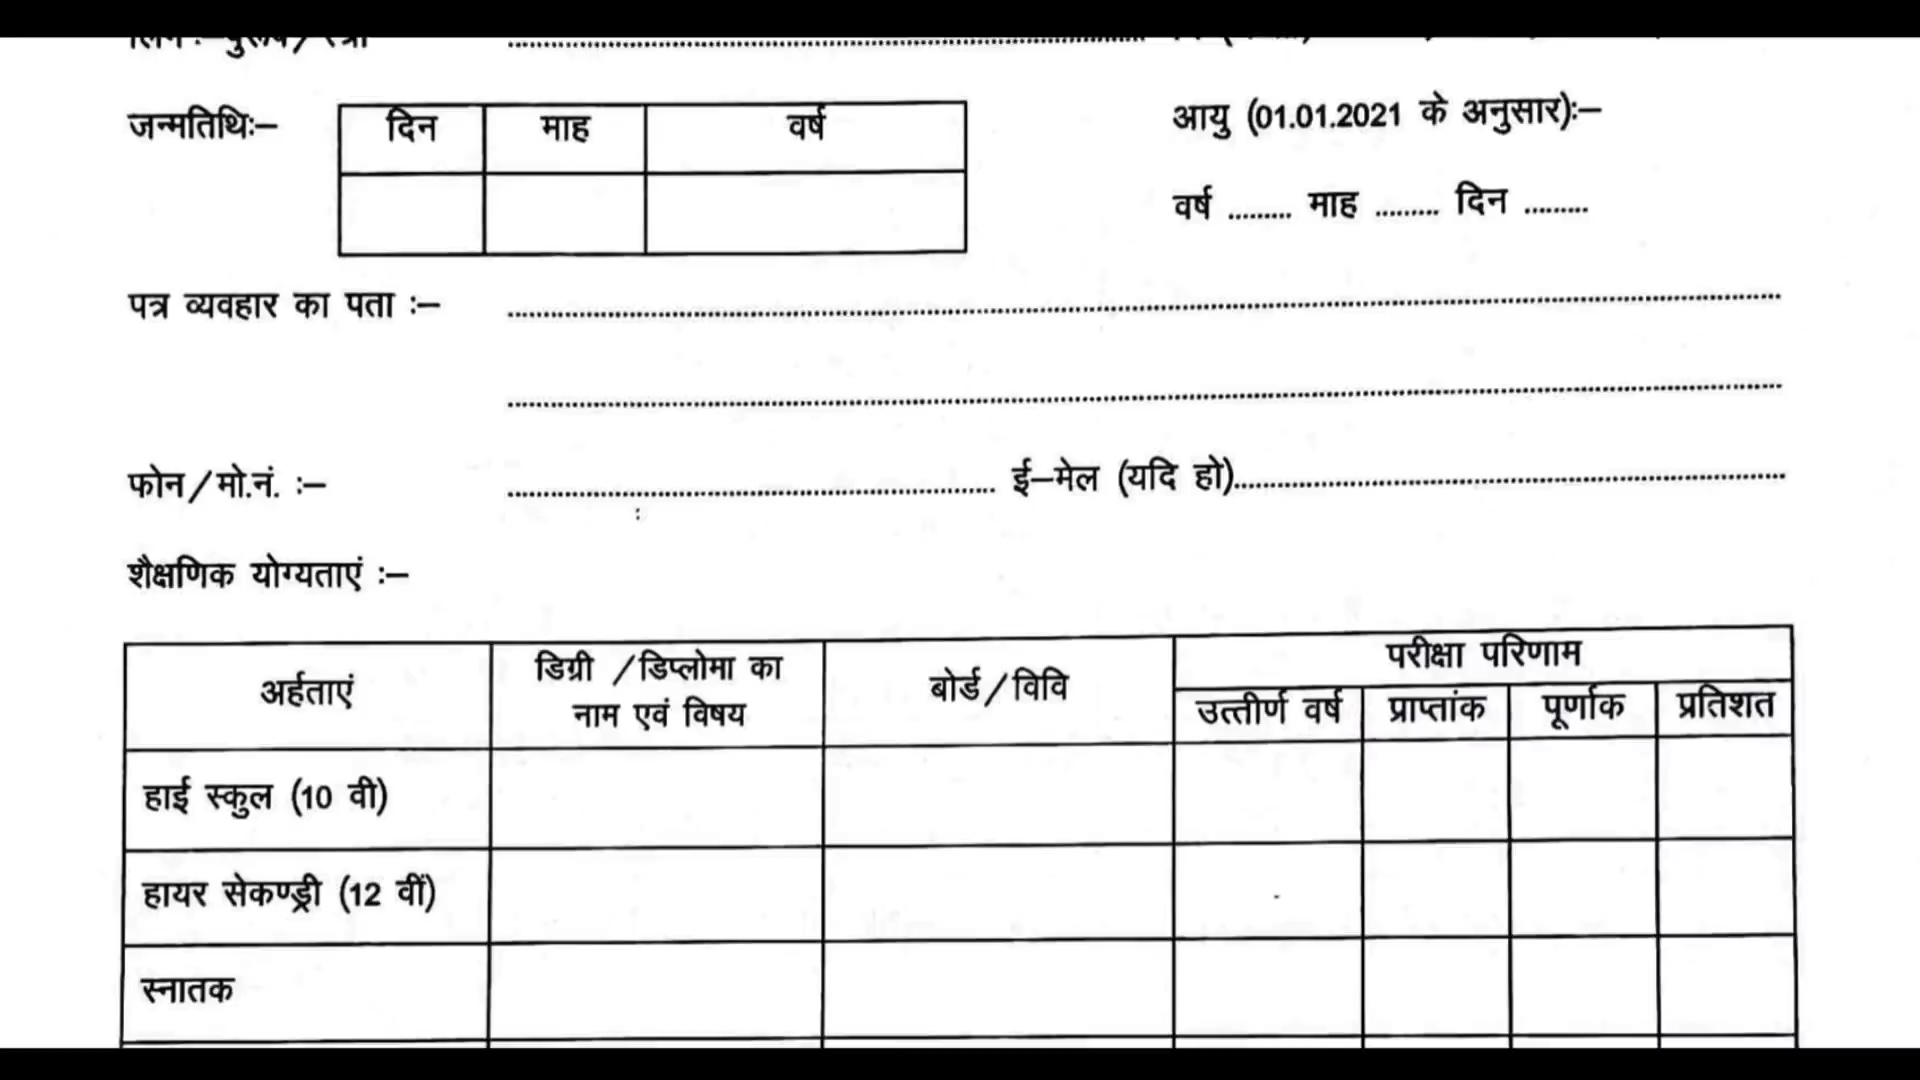 लिंग :– पुरूष/स्त्री
जन्मतिथिः– दिन माह वर्ष आयु (01.01.2021 के अनुसार):–
वर्ष ......... माह ......... दिन .........
पत्र व्यवहार का पता :–
फोन/मो.नं. :– ई–मेल (यदि हो)
शैक्षणिक योग्यताएं :–
अर्हताएं डिग्री /डिप्लोमा का नाम एवं विषय बोर्ड/विवि परीक्षा परिणाम
उत्तीर्ण वर्ष प्राप्तांक पूर्णाक प्रतिशत
हाई स्कुल (10 वी)
हायर सेकण्ड्री (12 वीं)
स्नातक